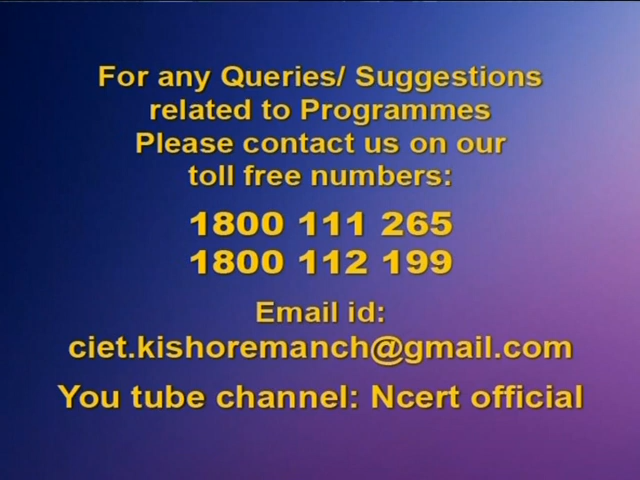 For any Queries/ Suggestions
related to Programmes
Please contact us on our
toll free numbers:
1800 111 265
1800 112 199
Email id:
ciet.kishoremanch@gmail.com
You tube channel: Ncert official